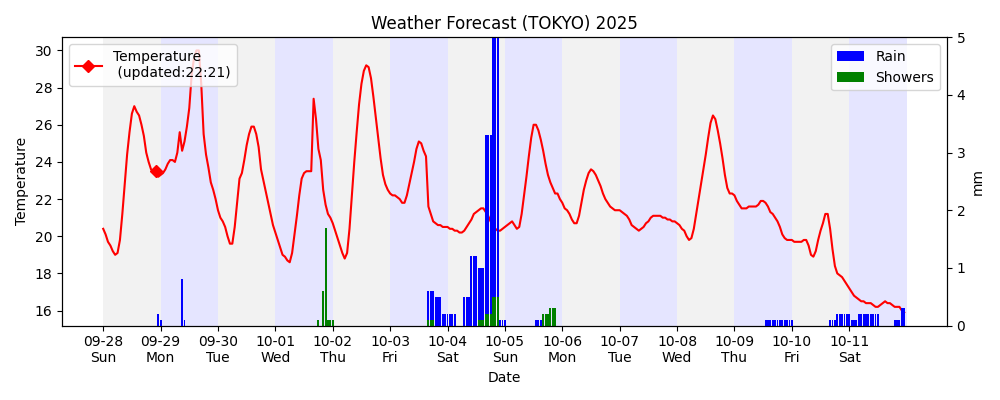 Weather Forecast (TOKYO) 2025
Temperature
(updated:22:21)
Rain
Showers
30
28
26
24
22
20
18
16
Temperature
5
4
3
2
1
0
mm
09-28 09-29 09-30 10-01 10-02 10-03 10-04 10-05 10-06 10-07 10-08 10-09 10-10 10-11
Sun Mon Tue Wed Thu Fri Sat Sun Mon Tue Wed Thu Fri Sat
Date